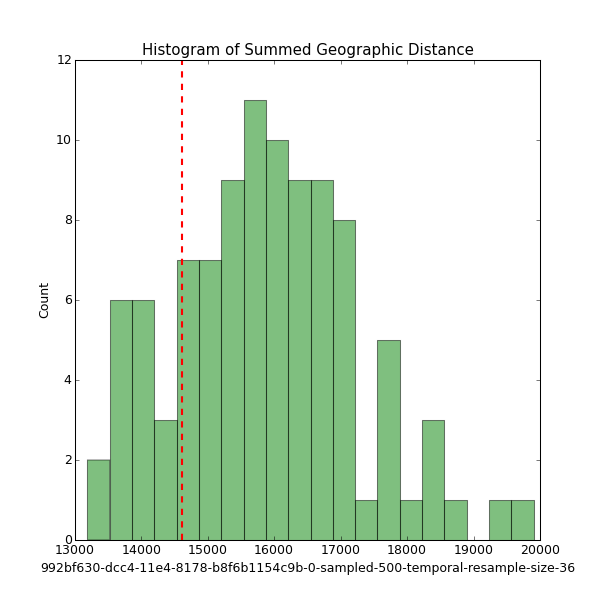 Histogram of Summed Geographic Distance
12
10
8
6
4
2
0
Count
13000 14000 15000 16000 17000 18000 19000 20000
992bf630-dcc4-11e4-8178-b8f6b1154c9b-0-sampled-500-temporal-resample-size-36